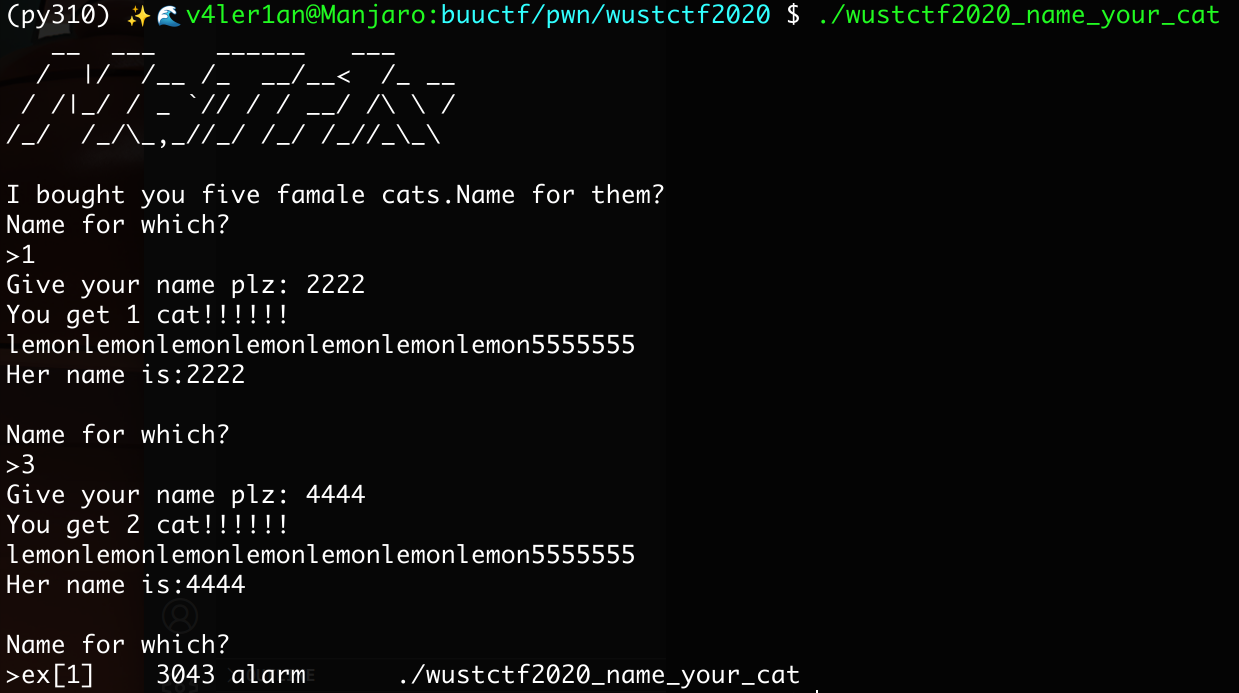 (py310) ✨🌊v4ler1an@Manjaro:buuctf/pwn/wustctf2020 $ ./wustctf2020_name_your_cat
   __  ___     ______   ___
  /  |/  /__ /_  __/__<  /_ __
 / /|_/ / _ `// / / __/ /\ \ /
/_/  /_/\_,_//_/ /_/ /_//_\_\
I bought you five famale cats.Name for them?
Name for which?
>1
Give your name plz: 2222
You get 1 cat!!!!!!
lemonlemonlemonlemonlemonlemonlemon5555555
Her name is:2222
Name for which?
>3
Give your name plz: 4444
You get 2 cat!!!!!!
lemonlemonlemonlemonlemonlemonlemon5555555
Her name is:4444
Name for which?
>ex[1]    3043 alarm      ./wustctf2020_name_your_cat